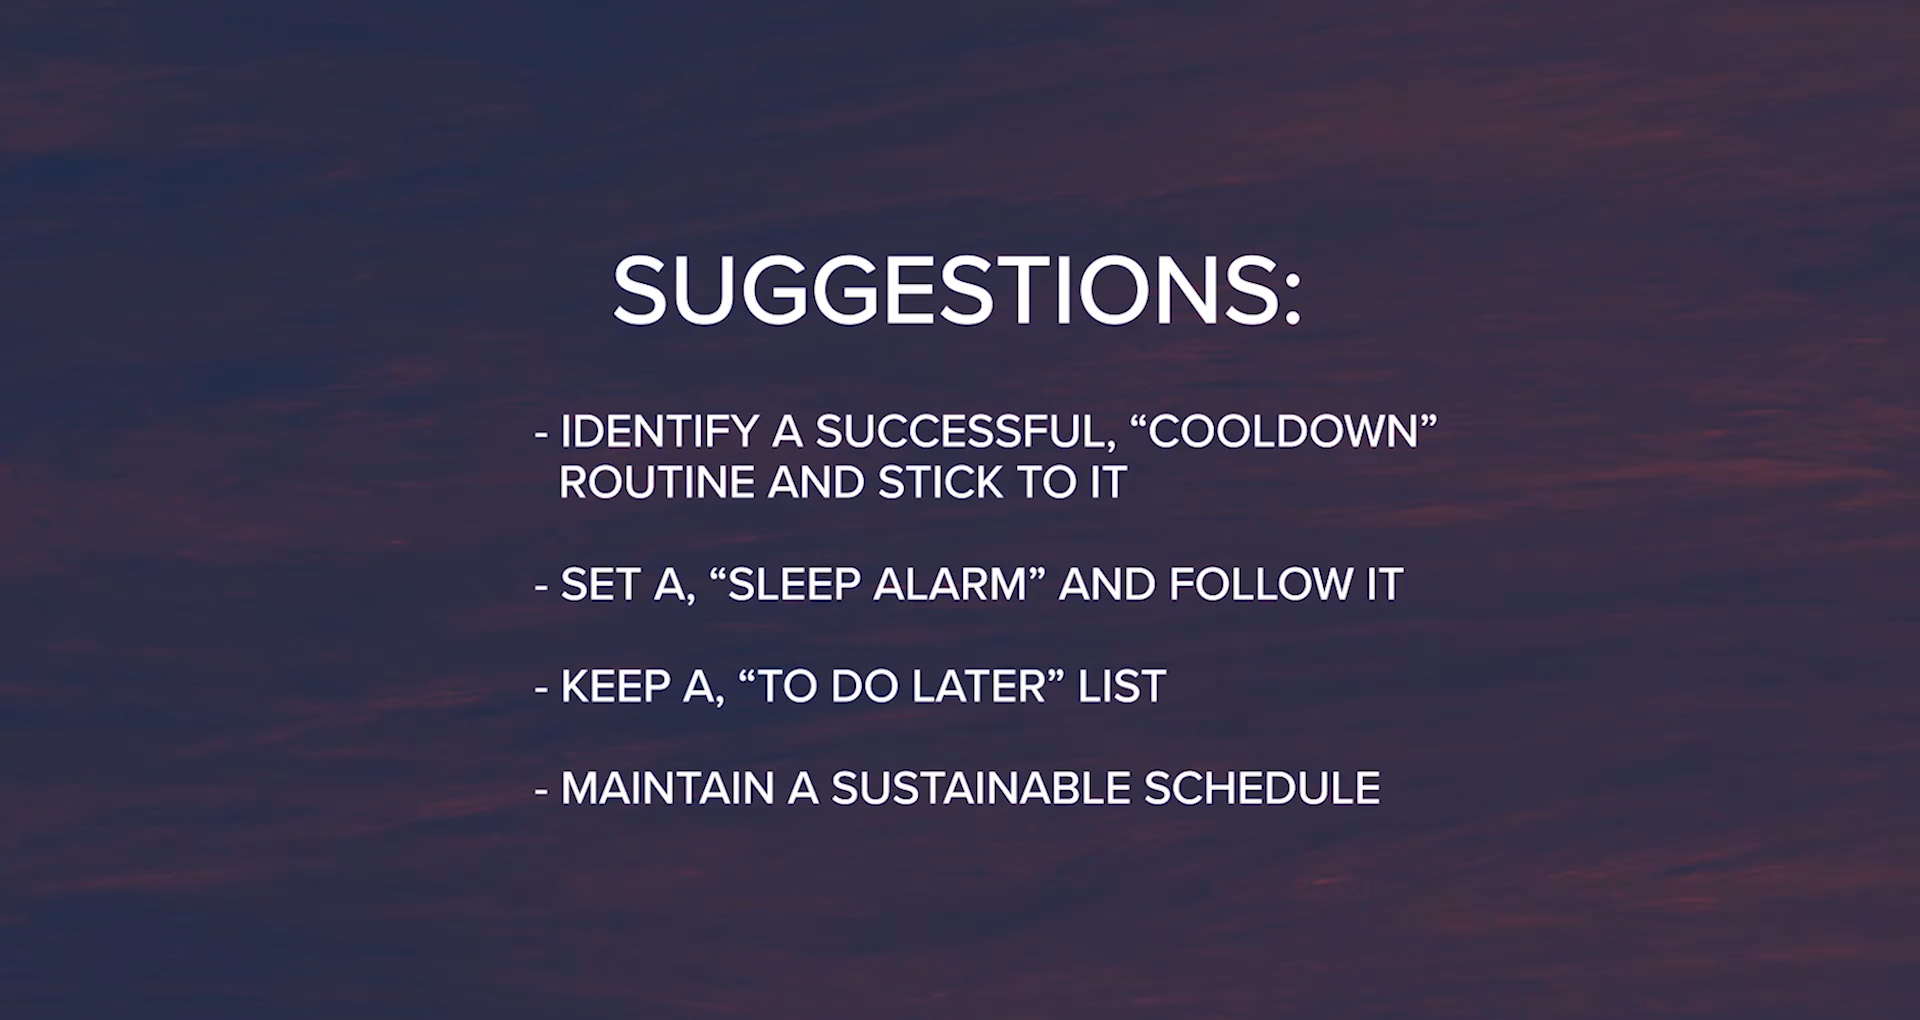 SUGGESTIONS:
- IDENTIFY A SUCCESSFUL, “COOLDOWN”
ROUTINE AND STICK TO IT
- SET A, “SLEEP ALARM” AND FOLLOW IT
- KEEP A, “TO DO LATER” LIST
- MAINTAIN A SUSTAINABLE SCHEDULE